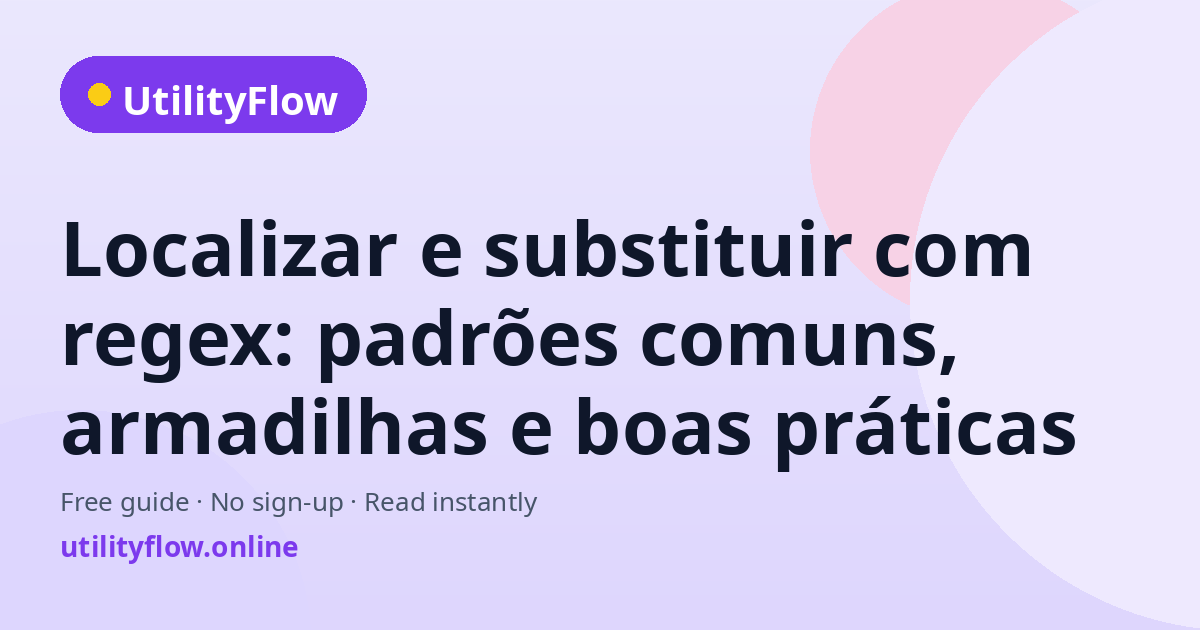 UtilityFlow
Localizar e substituir com
regex: padrões comuns,
armadilhas e boas práticas
Free guide · No sign-up · Read instantly
utilityflow.online